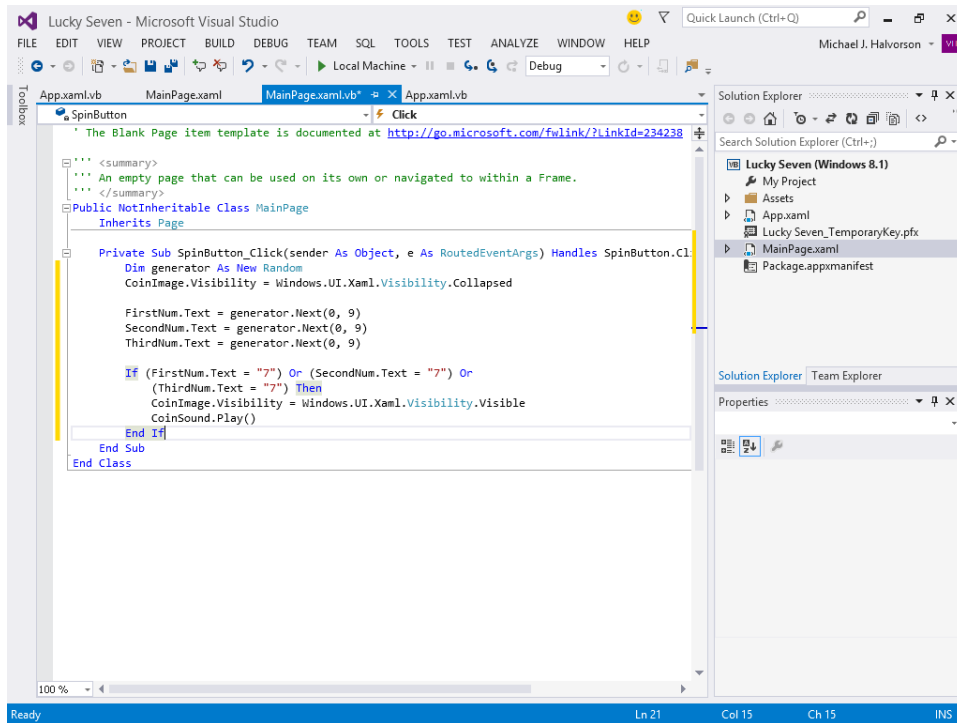 Lucky Seven - Microsoft Visual Studio
Quick Launch (Ctrl+Q)
FILE EDIT VIEW PROJECT BUILD DEBUG TEAM SQL TOOLS TEST ANALYZE WINDOW HELP
Michael J. Halvorson
Local Machine Debug
Toolbox
App.xaml.vb MainPage.xaml MainPage.xaml.vb* App.xaml.vb
SpinButton Click
' The Blank Page item template is documented at http://go.microsoft.com/fwlink/?LinkId=234238
''' <summary>
''' An empty page that can be used on its own or navigated to within a Frame.
''' </summary>
Public NotInheritable Class MainPage
Inherits Page
Private Sub SpinButton_Click(sender As Object, e As RoutedEventArgs) Handles SpinButton.Cl
Dim generator As New Random
CoinImage.Visibility = Windows.UI.Xaml.Visibility.Collapsed
FirstNum.Text = generator.Next(0, 9)
SecondNum.Text = generator.Next(0, 9)
ThirdNum.Text = generator.Next(0, 9)
If (FirstNum.Text = "7") Or (SecondNum.Text = "7") Or
(ThirdNum.Text = "7") Then
CoinImage.Visibility = Windows.UI.Xaml.Visibility.Visible
CoinSound.Play()
End If
End Sub
End Class
100 %
Solution Explorer
Search Solution Explorer (Ctrl+;)
VB Lucky Seven (Windows 8.1)
My Project
Assets
App.xaml
Lucky Seven_TemporaryKey.pfx
MainPage.xaml
Package.appxmanifest
Solution Explorer Team Explorer
Properties
Ready Ln 21 Col 15 Ch 15 INS